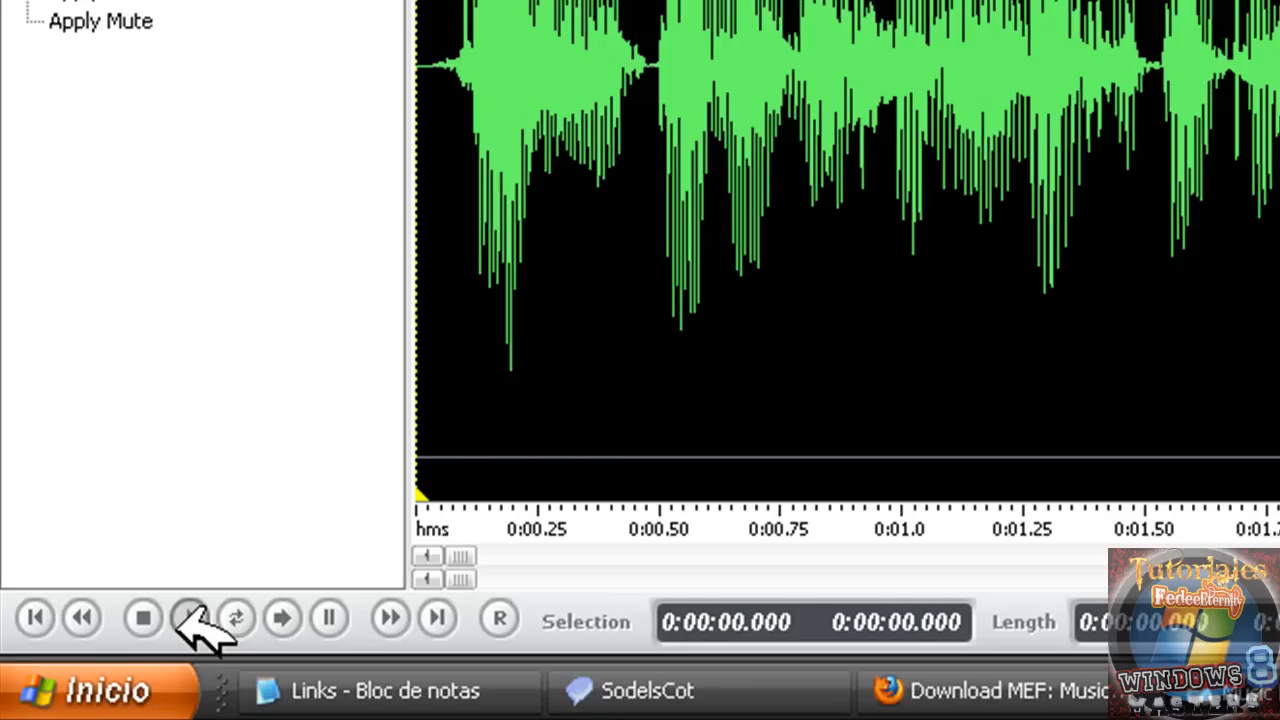 Apply Mute
hms 0:00.25 0:00.50 0:00.75 0:01.0 0:01.25 0:01.50
R Selection 0:00:00.000 0:00:00.000 Length
Tutoriales
FedeeEternity
WINDOWS 8
Inicio Links - Bloc de notas SodelsCot Download MEF: Music